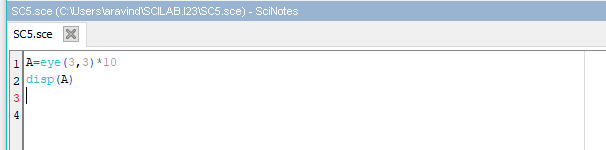 SC5.sce (C:\Users\aravind\SCILAB.I23\SC5.sce) - SciNotes
SC5.sce
1 A=eye(3,3)*10
2 disp(A)
3
4